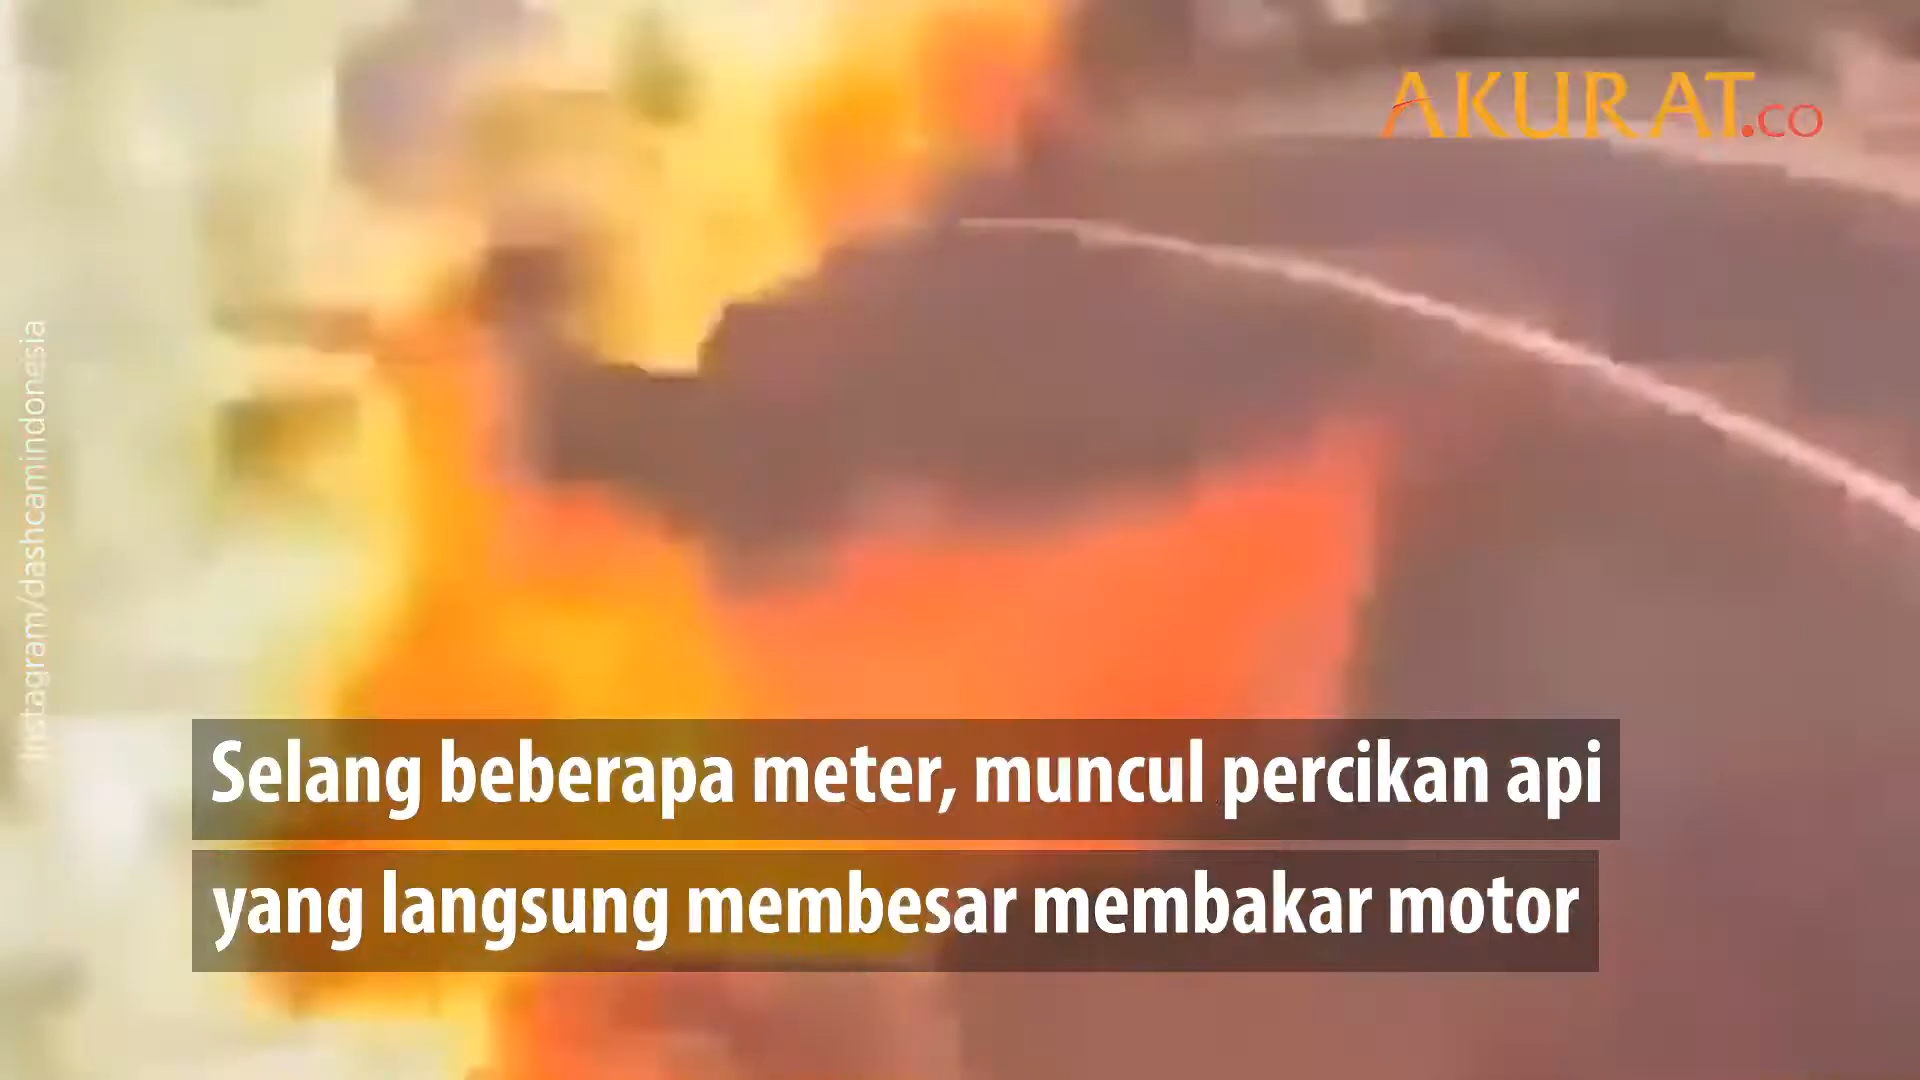 AKURAT.co
Instagram/dashcamindonesia
Selang beberapa meter, muncul percikan api
yang langsung membesar membakar motor